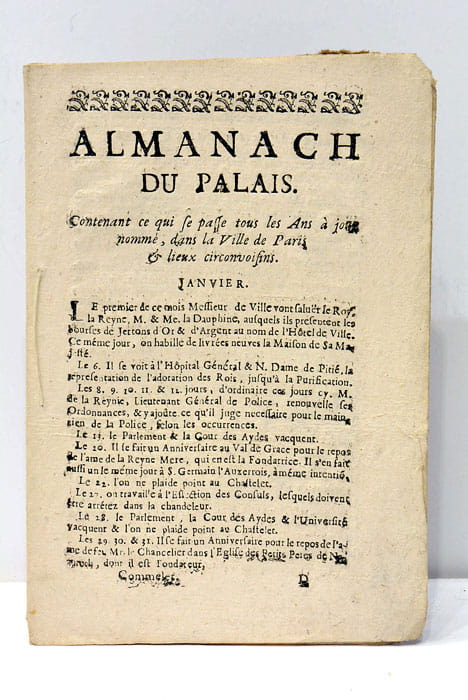 ALMANACH
DU PALAIS.
Contenant ce qui se passe tous les Ans à jour
nommé, dans la Ville de Paris
& lieux circonvoisins.
JANVIER.
LE premier de ce mois Messieur de Ville vont saluër le Roy
la Reyne, M. & Me. la Dauphine, ausquels ils presentent les
bourses de Jettons d'Or & d'Argent au nom de l'Hôtel de Ville.
Ce même jour, on habille de livrées neuves la Maison de Sa Ma
jesté.
Le 6. Il se voit à l'Hôpital Général & N. Dame de Pitié, la
representation de l'adoration des Rois, jusqu'à la Purification.
Les 8. 9. 10. 11 & 12. jours, d'ordinaire ces jours cy. M.
de la Reynie, Lieutenant Général de Police, renouvelle ses
Ordonnances, & y ajoûte ce qu'il juge necessaire pour le main
tien de la Police, selon les occurrences.
Le 13. le Parlement & la Cour des Aydes vacquent.
Le 20. Il se fait un Anniversaire au Val de Grace pour le repos
de l'ame de la Reyne Mere, qui en est la Fondatrice. Il s'en fait
aussi un le même jour à S. Germain l'Auxerrois, à même intentio
Le 22. l'on ne plaide point au Chastelet.
Le 27. on travaille à l'Eslection des Consuls, lesquels doivent
être arrétez dans la chandeleur.
Le 28. le Parlement, la Cour des Aydes & l'Université
vacquent & l'on ne plaide point au Chastelet.
Les 29 30. & 31. Il se fait un Anniversaire pour le repos de l'a-
me de feu Mr. le Chancelier dans l'Eglise des Petits Peres de
dont il est Fondateur,
Comme D